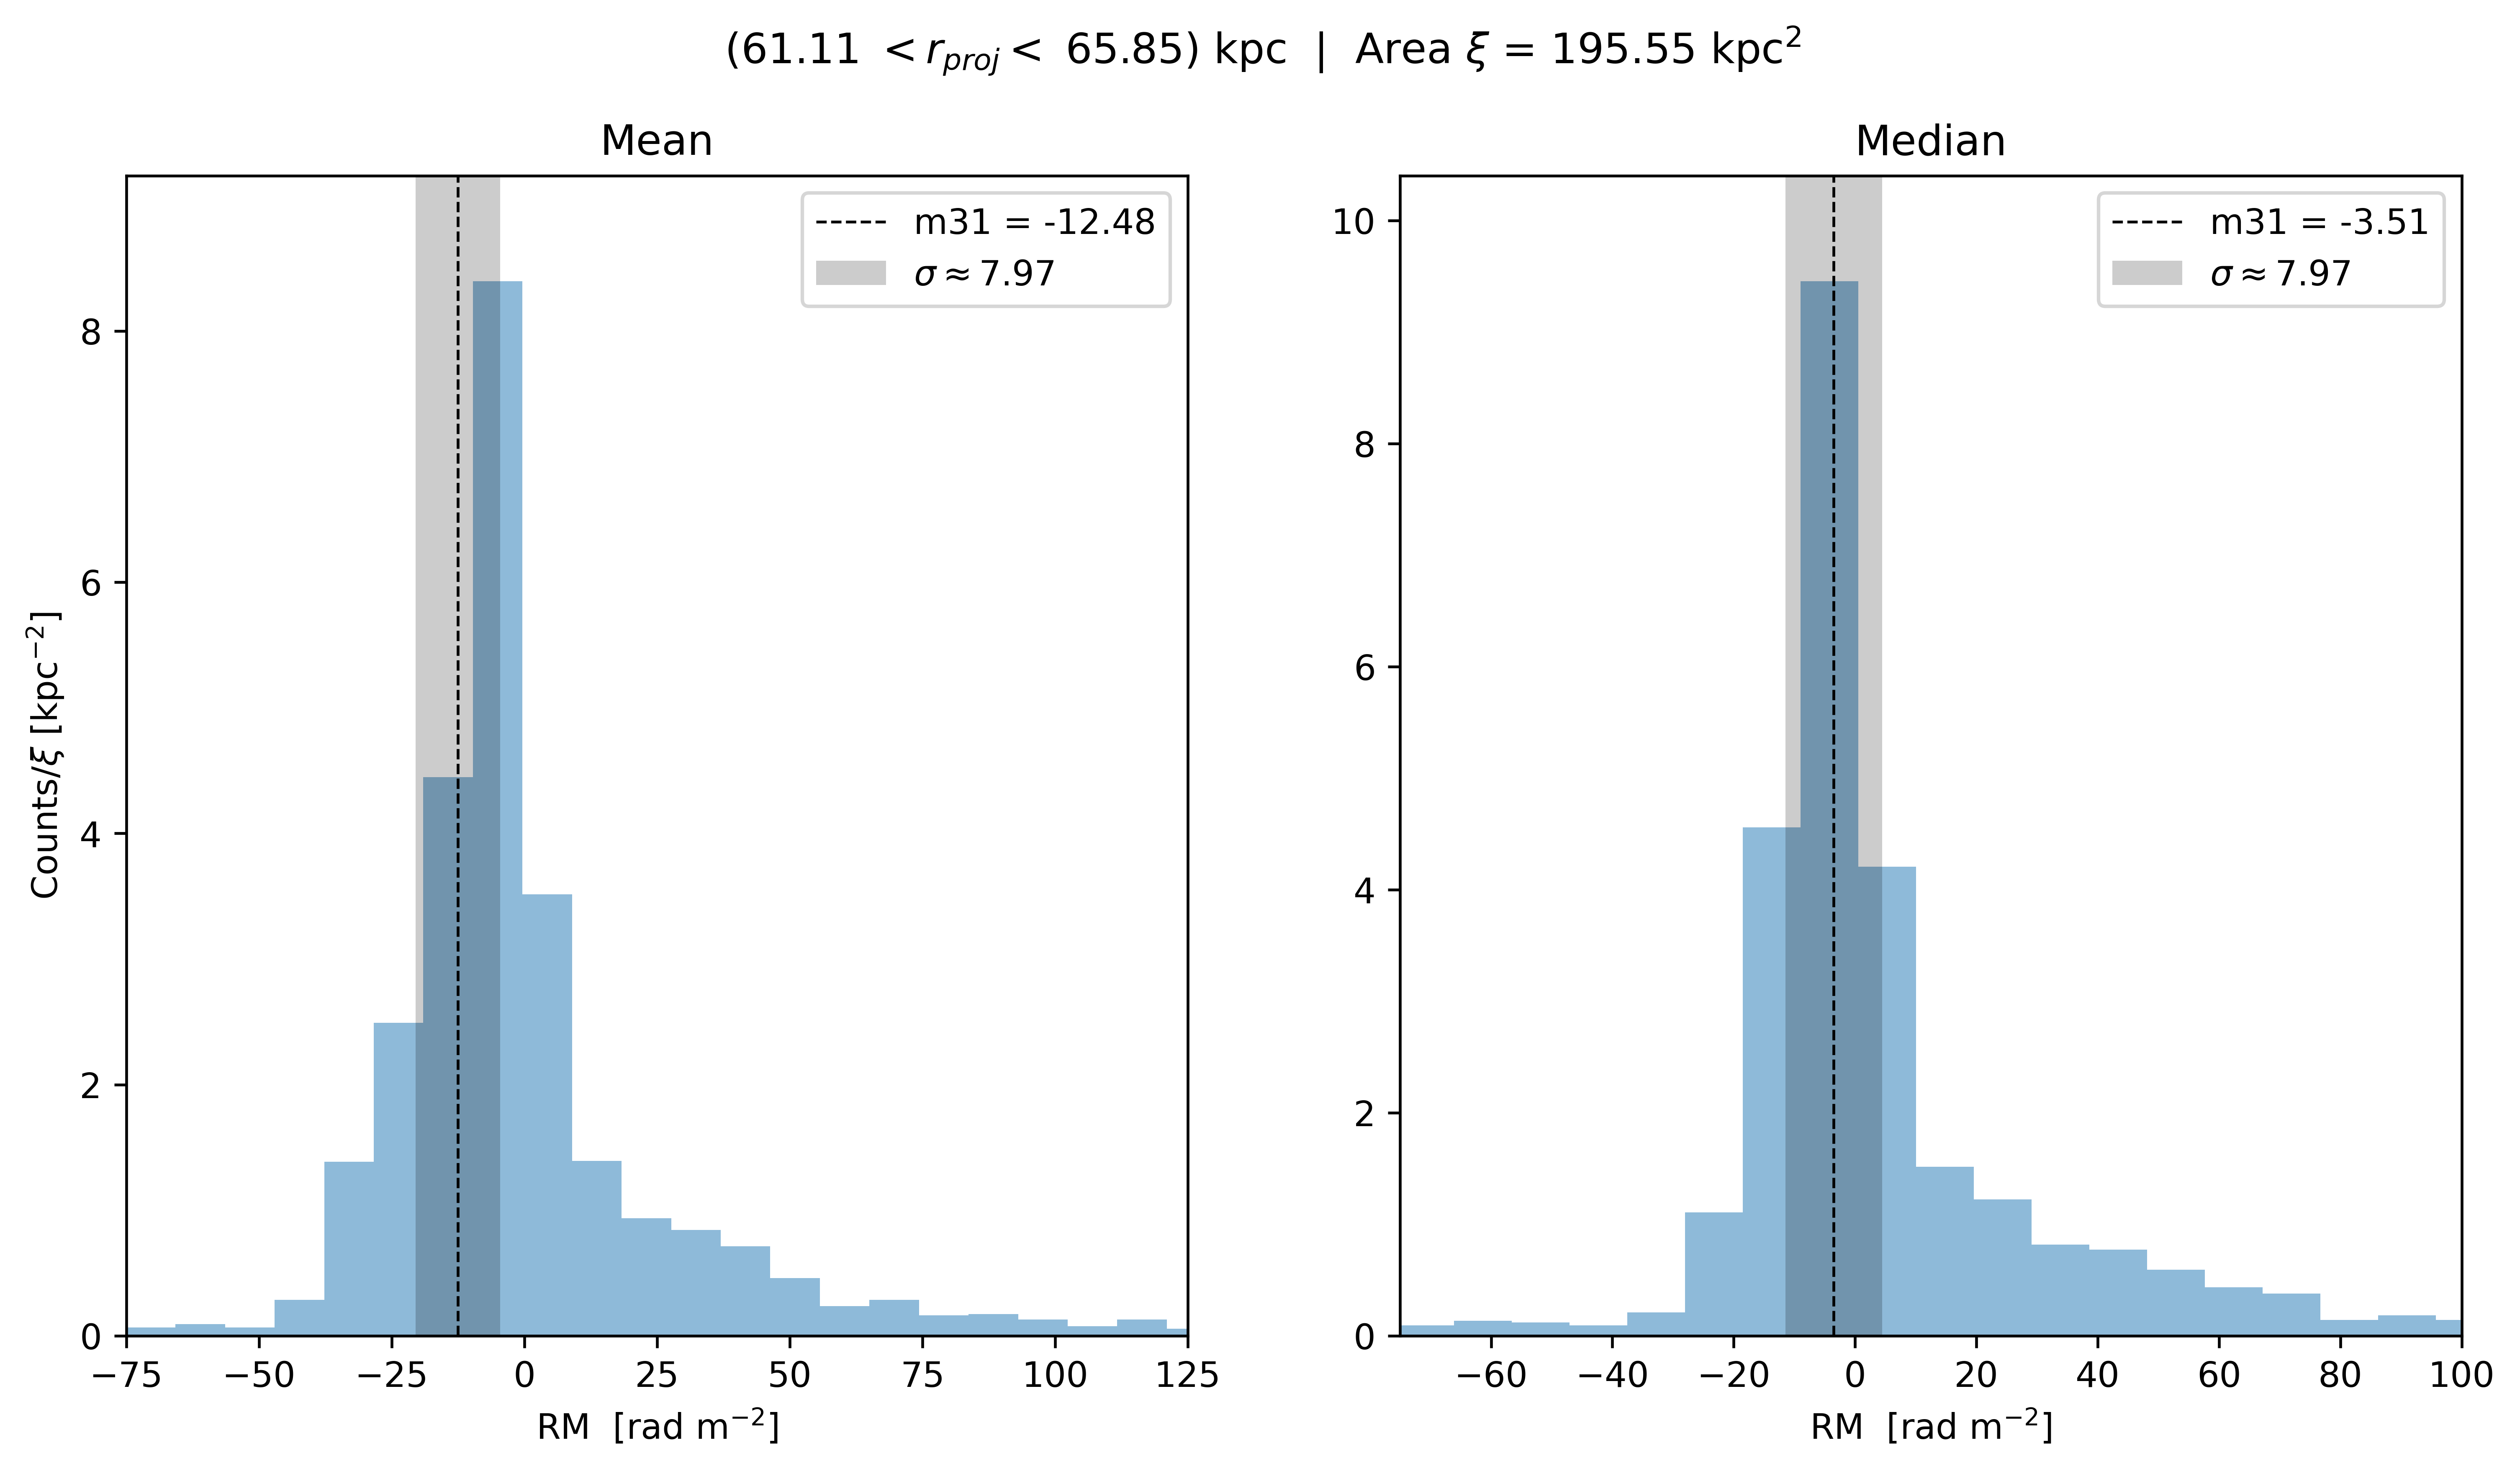 (61.11 < r_proj < 65.85) kpc | Area ξ = 195.55 kpc²
Mean
m31 = -12.48
σ ≈ 7.97
8
6
4
2
0
Counts/ξ [kpc⁻²]
−75 −50 −25 0 25 50 75 100 125
RM [rad m⁻²]
Median
m31 = -3.51
σ ≈ 7.97
10
8
6
4
2
0
−60 −40 −20 0 20 40 60 80 100
RM [rad m⁻²]